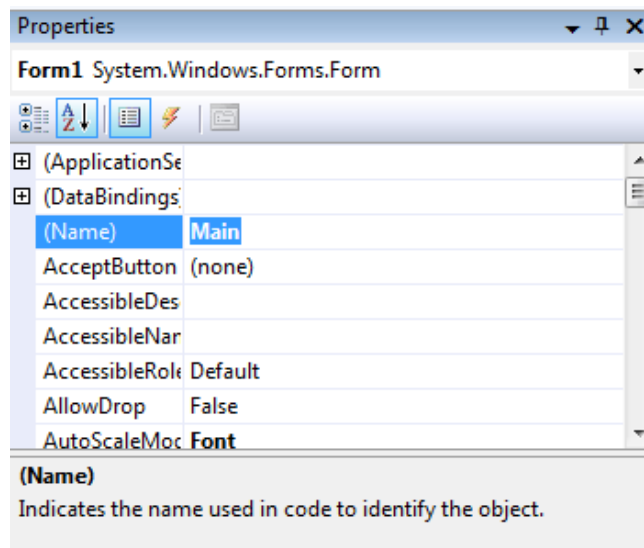 Properties
Form1 System.Windows.Forms.Form
(ApplicationSe
(DataBindings)
(Name) Main
AcceptButton (none)
AccessibleDes
AccessibleNar
AccessibleRole Default
AllowDrop False
AutoScaleMoc Font
(Name)
Indicates the name used in code to identify the object.